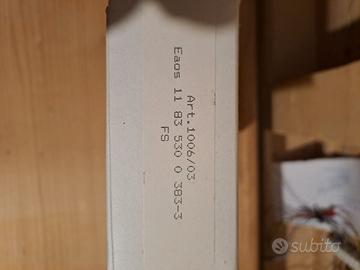 Art.1006/03
Eaos 11 83 530 0 383-3
FS
subito